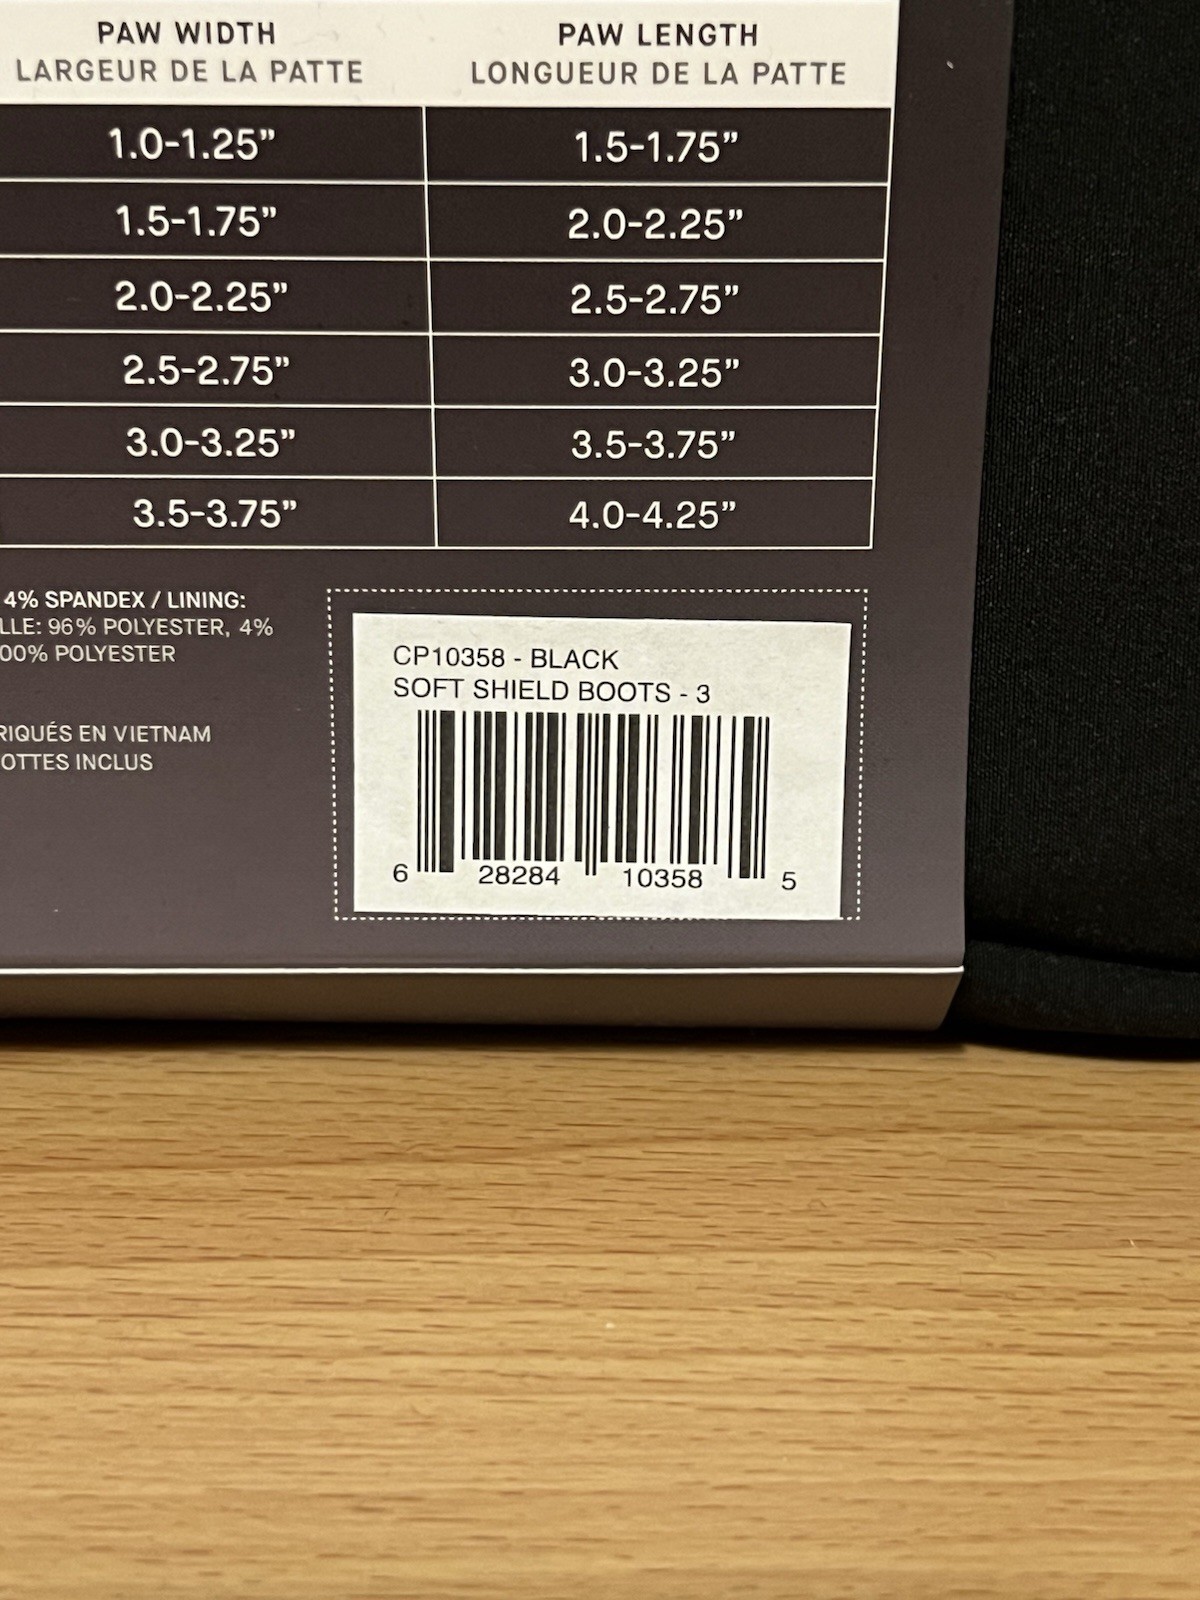 PAW WIDTH PAW LENGTH
LARGEUR DE LA PATTE LONGUEUR DE LA PATTE
1.0-1.25” 1.5-1.75”
1.5-1.75” 2.0-2.25”
2.0-2.25” 2.5-2.75”
2.5-2.75” 3.0-3.25”
3.0-3.25” 3.5-3.75”
3.5-3.75” 4.0-4.25”
4% SPANDEX / LINING:
LLE: 96% POLYESTER, 4%
00% POLYESTER
RIQUÉS EN VIETNAM
OTTES INCLUS
CP10358 - BLACK
SOFT SHIELD BOOTS - 3
6 28284 10358 5